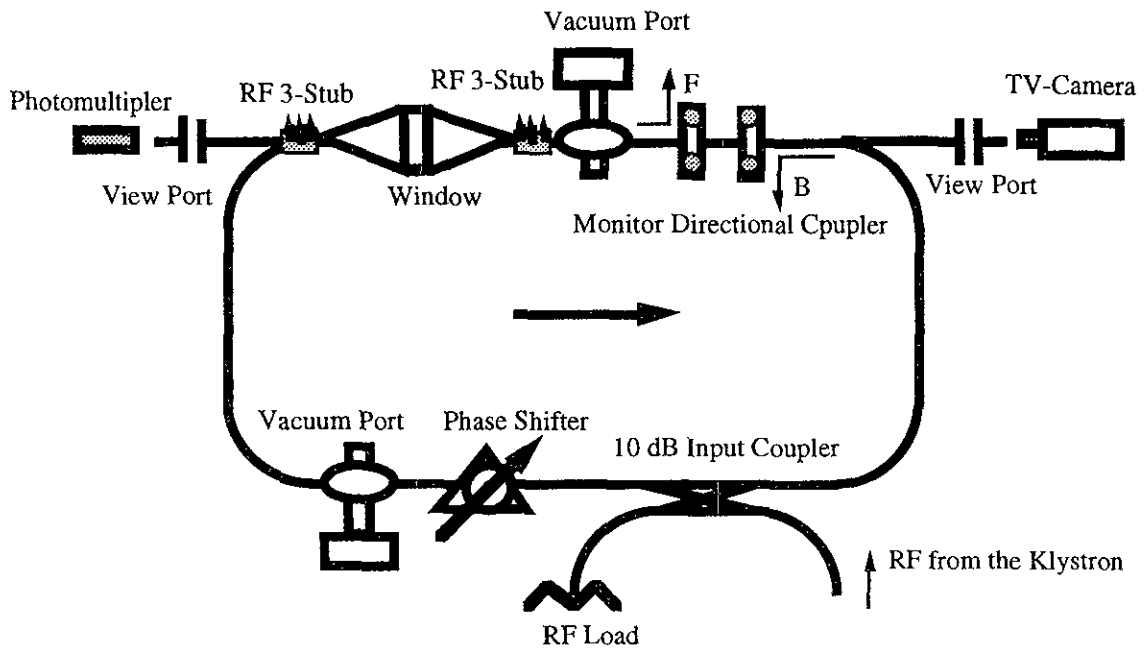 Vacuum Port
RF 3-Stub
RF 3-Stub
F
TV-Camera
Photomultipler
View Port
Window
B
View Port
Monitor Directional Cpupler
Vacuum Port
Phase Shifter
10 dB Input Coupler
RF from the Klystron
RF Load